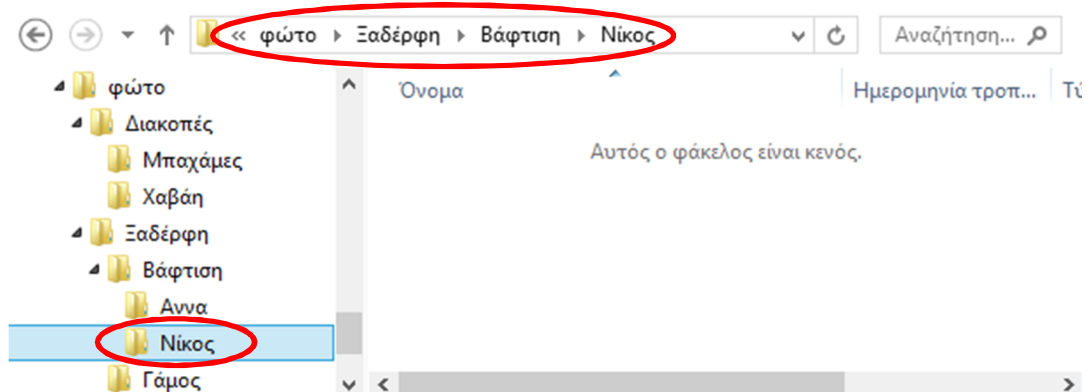 « φώτο Ξαδέρφη Βάφτιση Νίκος Αναζήτηση...
φώτο
Διακοπές
Μπαχάμες
Χαβάη
Ξαδέρφη
Βάφτιση
Αννα
Νίκος
Γάμος
Όνομα Ημερομηνία τροπ... Τύ
Αυτός ο φάκελος είναι κενός.